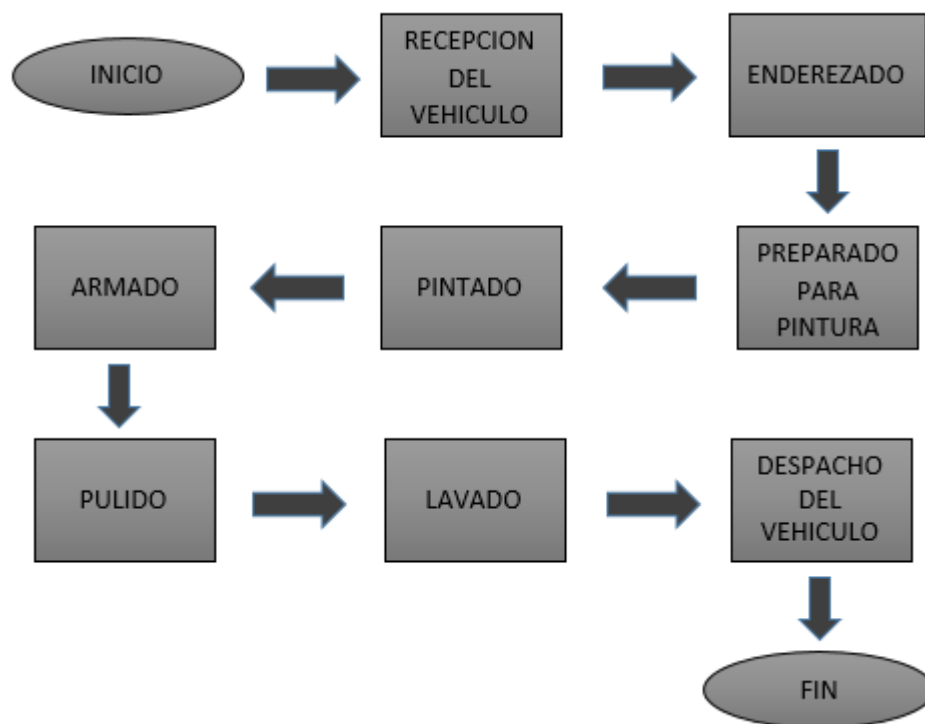 INICIO
RECEPCION
DEL
VEHICULO
ENDEREZADO
PREPARADO
PARA
PINTURA
PINTADO
ARMADO
PULIDO
LAVADO
DESPACHO
DEL
VEHICULO
FIN